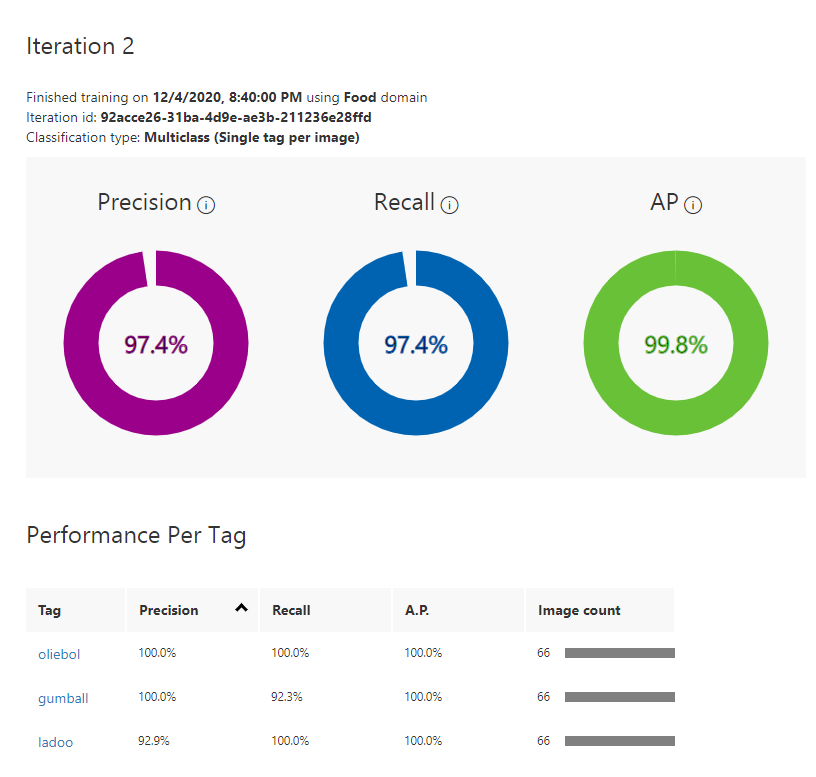 Iteration 2
Finished training on 12/4/2020, 8:40:00 PM using Food domain
Iteration id: 92acce26-31ba-4d9e-ae3b-211236e28ffd
Classification type: Multiclass (Single tag per image)
Precision i Recall i AP i
97.4% 97.4% 99.8%
Performance Per Tag
Tag Precision Recall A.P. Image count
oliebol 100.0% 100.0% 100.0% 66
gumball 100.0% 92.3% 100.0% 66
ladoo 92.9% 100.0% 100.0% 66